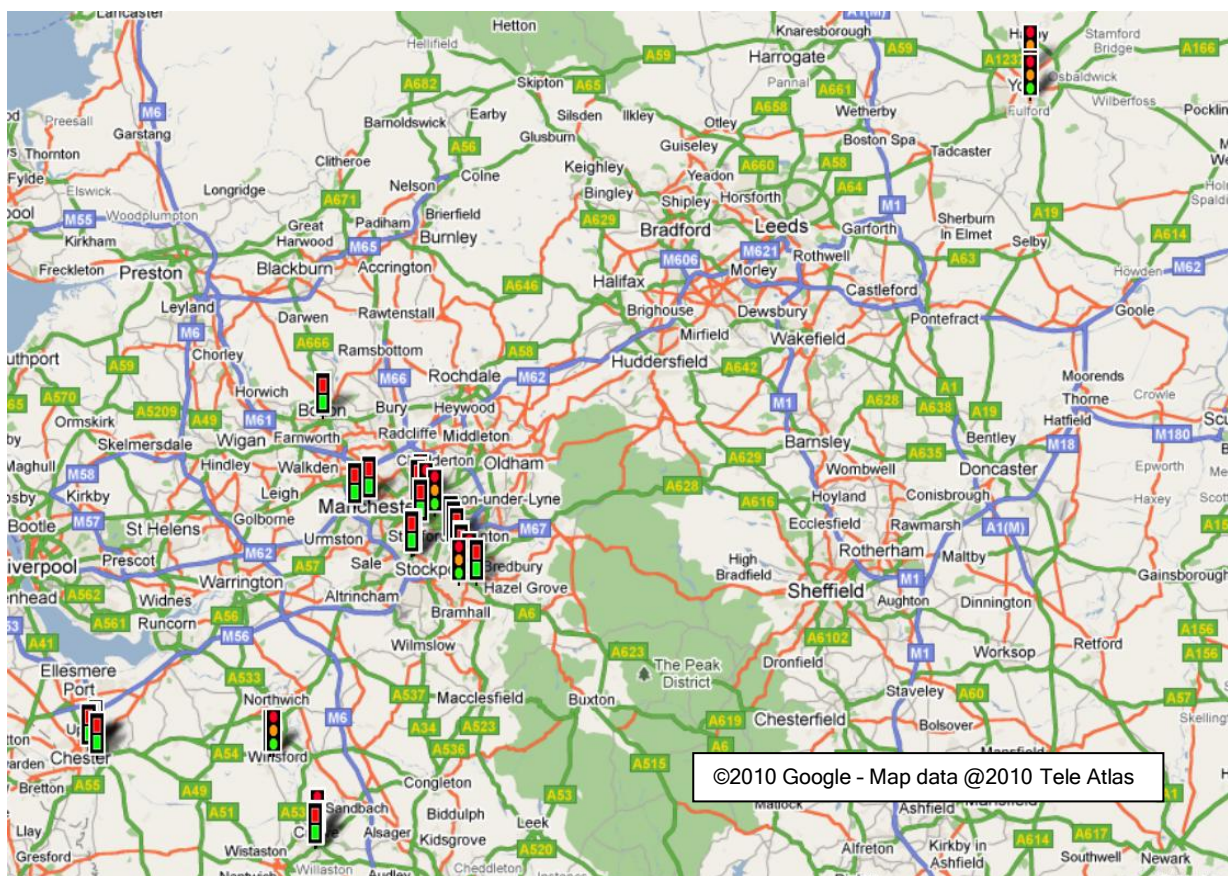 Lancaster
Hetton
A1(M)
Knaresborough
A59
Stamford
Bridge
A166
Hellifield
A59
Harrogate
A1237
Osbaldwick
A682
Skipton
A65
Pannal
A661
Wilberfoss
M6
Preesall
Earby
Silsden
Ilkley
A658
Wetherby
Fulford
Garstang
Barnoldswick
Glusburn
Otley
Boston Spa
Thornton
Clitheroe
A56
Keighley
Guiseley
A660
A58
Tadcaster
Fylde
Elswick
Longridge
Nelson
Colne
Bingley
Yeadon
Horsforth
A64
A671
Shipley
M1
M55
Woodplumpton
Great
Harwood
Padiham
Brierfield
A629
Leeds
Garforth
Sherburn
In Elmet
A19
Kirkham
M65
Burnley
Bradford
M621
A614
Freckleton
Preston
Blackburn
Accrington
M606
Rothwell
A63
Selby
M62
Leyland
A646
Halifax
Morley
Castleford
Howden
M6
Darwen
Rawtenstall
Brighouse
Dewsbury
Pontefract
Goole
A59
Chorley
A666
Ramsbottom
A58
Mirfield
Wakefield
Huddersfield
A570
Horwich
M66
Rochdale
M62
A642
A1
Moorends
A5209
A49
M61
Bury
Heywood
M1
A628
A638
A19
Thorne
Crowle
Ormskirk
Wigan
Farnworth
Radcliffe
Middleton
Barnsley
Bentley
Hatfield
M180
Skelmersdale
Oldham
A629
A635
M18
Maghull
M58
Hindley
Walkden
Wombwell
Doncaster
Epworth
Kirkby
Leigh
Manchester
A628
A616
Hoyland
Conisbrough
Haxey
M57
Golborne
M67
Ecclesfield
Rawmarsh
A1(M)
Bootle
St Helens
M62
Urmston
Rotherham
Maltby
Prescot
A57
Sale
Bredbury
High
Bradfield
M1
Gainsborough
A562
Warrington
Altrincham
Hazel Grove
Sheffield
Widnes
A56
Bramhall
A6
Aughton
Dinnington
A561
Runcorn
A41
M56
Wilmslow
A6102
Retford
A156
Ellesmere
Port
A533
A623
The Peak
District
Dronfield
M1
Worksop
A156
Northwich
A537
Macclesfield
Buxton
Staveley
A60
A57
M6
A34
A523
A619
Chesterfield
Bolsover
Chester
A54
Winsford
A536
A6
Bretton
A55
A49
Congleton
A515
©2010 Google - Map data @2010 Tele Atlas
A51
Sandbach
Biddulph
A53
Matlock
Ashfield
A1
Llay
Alsager
Kidsgrove
Leek
A614
A617
Gresford
Wistaston
A520
Alfreton
Kirkby in
Ashfield
Southwell
Newark
Willaston
Audley
Cheddleton